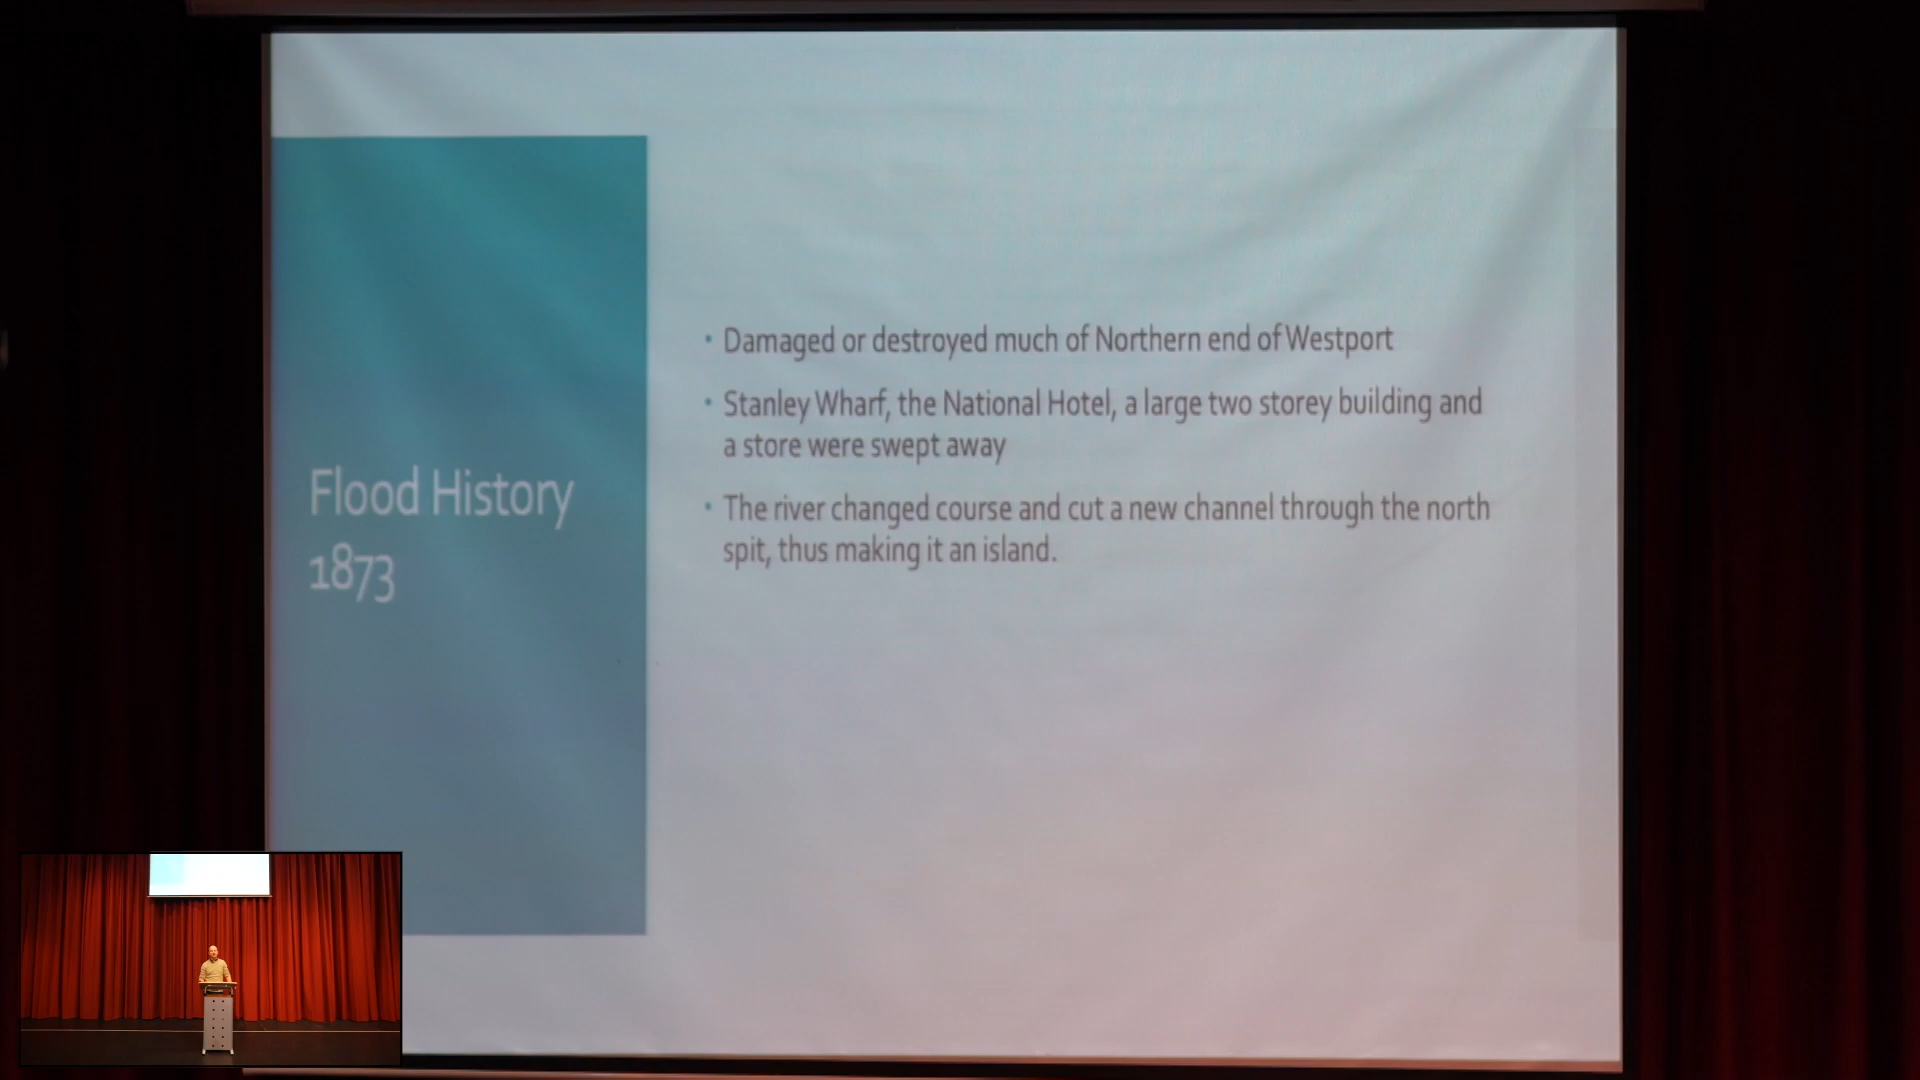 Flood History
1873
• Damaged or destroyed much of Northern end of Westport
• Stanley Wharf, the National Hotel, a large two storey building and
a store were swept away
• The river changed course and cut a new channel through the north
spit, thus making it an island.